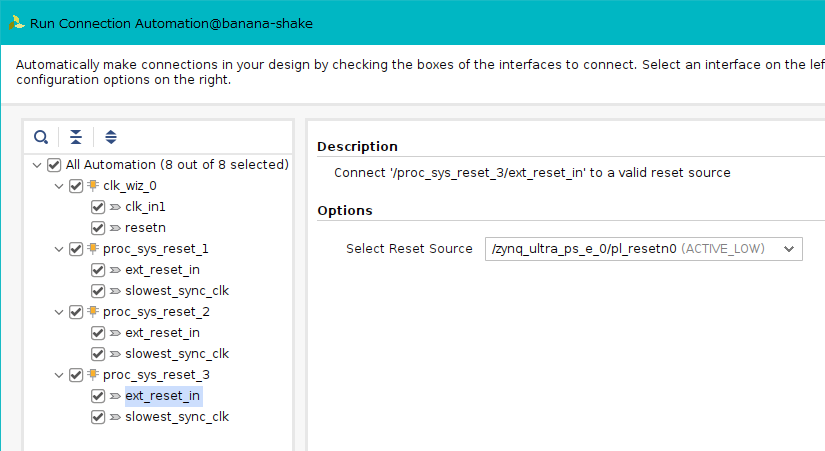 Run Connection Automation@banana-shake
Automatically make connections in your design by checking the boxes of the interfaces to connect. Select an interface on the lef
configuration options on the right.
All Automation (8 out of 8 selected)
clk_wiz_0
clk_in1
resetn
proc_sys_reset_1
ext_reset_in
slowest_sync_clk
proc_sys_reset_2
ext_reset_in
slowest_sync_clk
proc_sys_reset_3
ext_reset_in
slowest_sync_clk
Description
Connect '/proc_sys_reset_3/ext_reset_in' to a valid reset source
Options
Select Reset Source /zynq_ultra_ps_e_0/pl_resetn0 (ACTIVE_LOW)